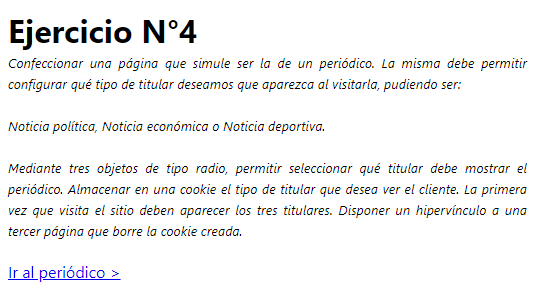 Ejercicio N°4
Confeccionar una página que simule ser la de un periódico. La misma debe permitir
configurar qué tipo de titular deseamos que aparezca al visitarla, pudiendo ser:
Noticia política, Noticia económica o Noticia deportiva.
Mediante tres objetos de tipo radio, permitir seleccionar qué titular debe mostrar el
periódico. Almacenar en una cookie el tipo de titular que desea ver el cliente. La primera
vez que visita el sitio deben aparecer los tres titulares. Disponer un hipervínculo a una
tercer página que borre la cookie creada.
Ir al periódico >